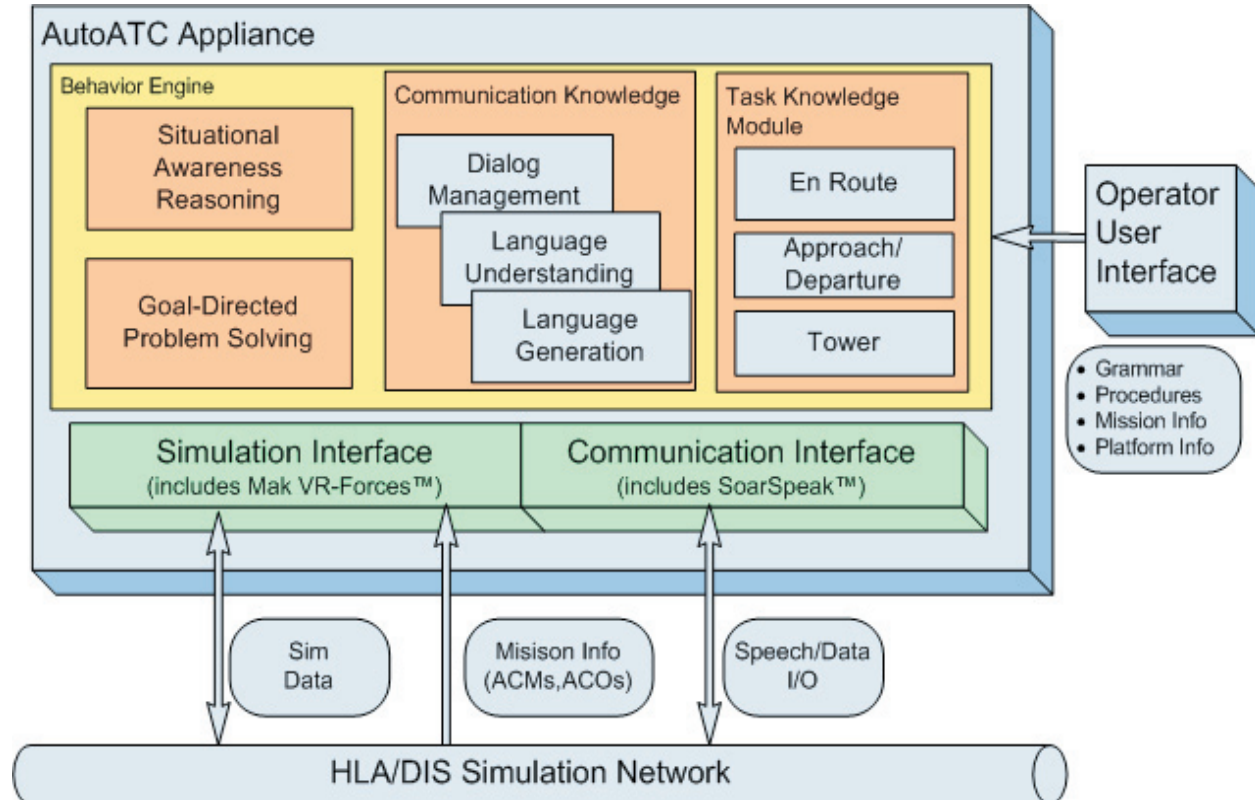 AutoATC Appliance
Behavior Engine
Situational
Awareness
Reasoning
Goal-Directed
Problem Solving
Communication Knowledge
Dialog
Management
Language
Understanding
Language
Generation
Task Knowledge
Module
En Route
Approach/
Departure
Tower
Operator
User
Interface
• Grammar
• Procedures
• Mission Info
• Platform Info
Simulation Interface
(includes Mak VR-Forces™)
Communication Interface
(includes SoarSpeak™)
Sim
Data
Misison Info
(ACMs,ACOs)
Speech/Data
I/O
HLA/DIS Simulation Network